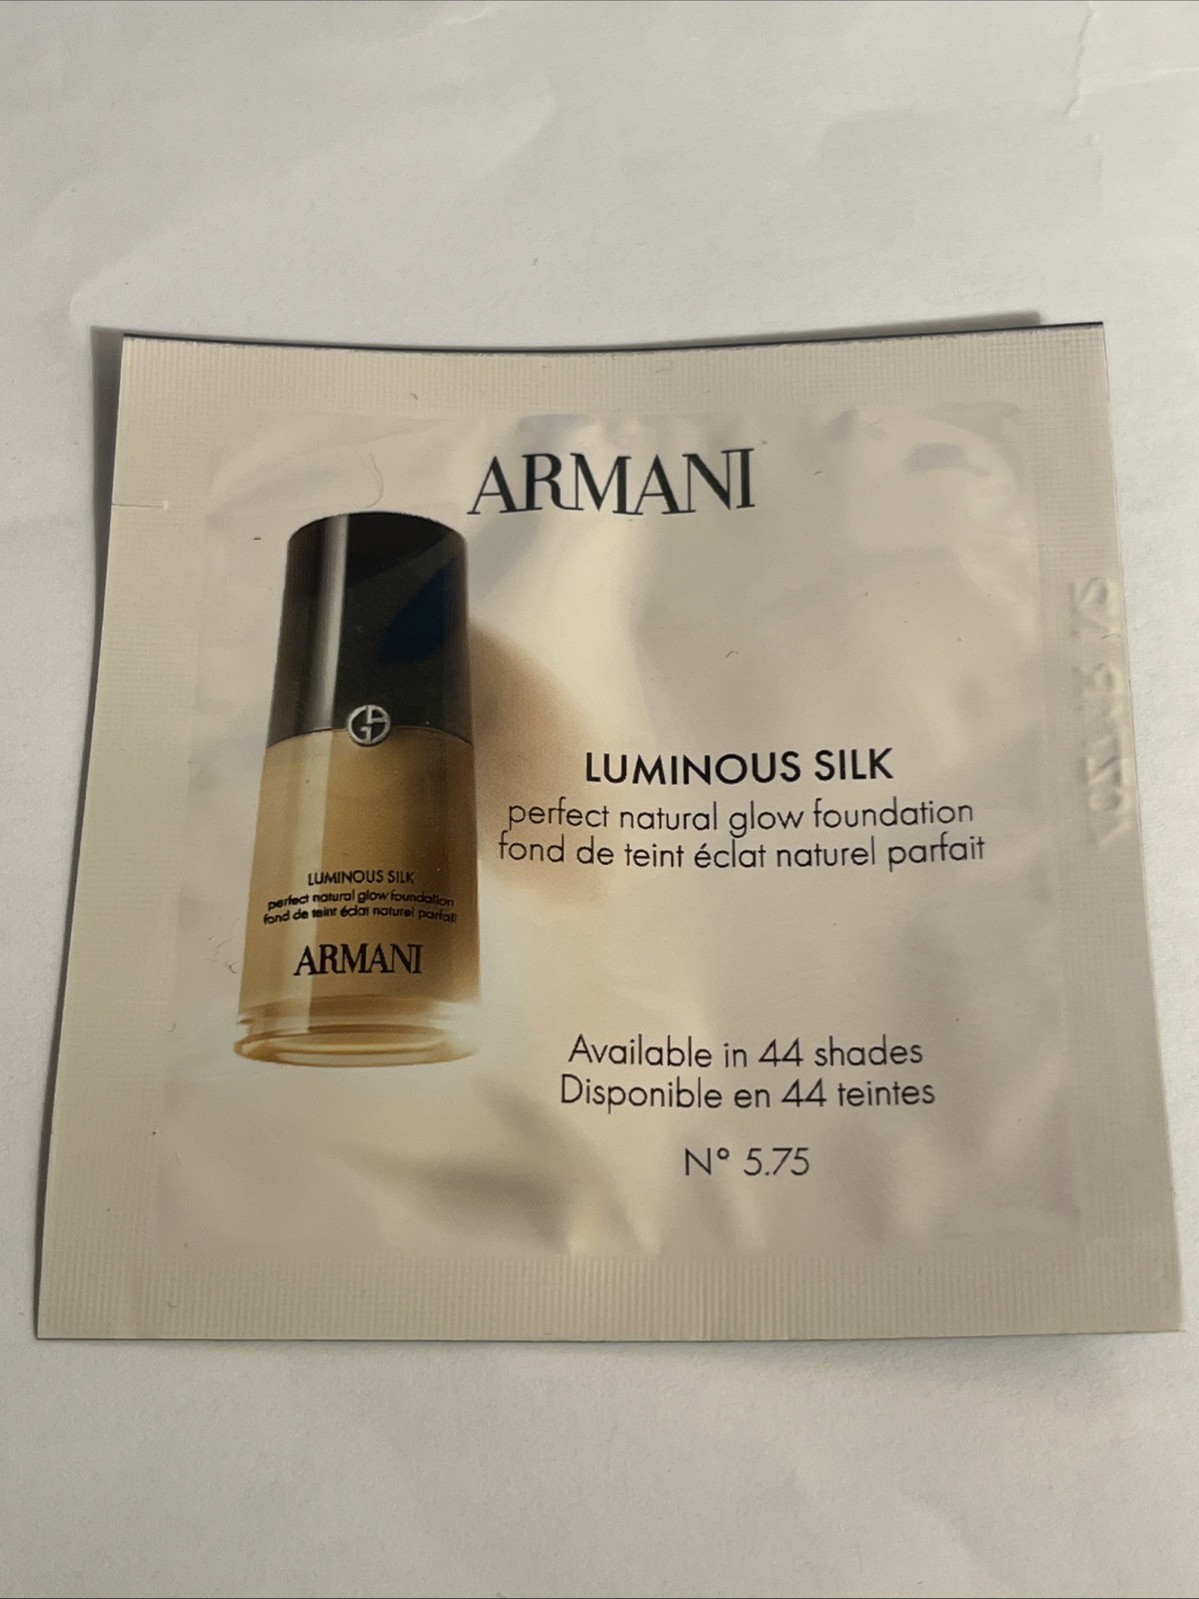 ARMANI
LUMINOUS SILK
perfect natural glow foundation
fond de teint éclat naturel parfait
Available in 44 shades
Disponible en 44 teintes
N° 5.75
LUMINOUS SILK
perfect natural glow foundation
fond de teint éclat naturel parfait
ARMANI